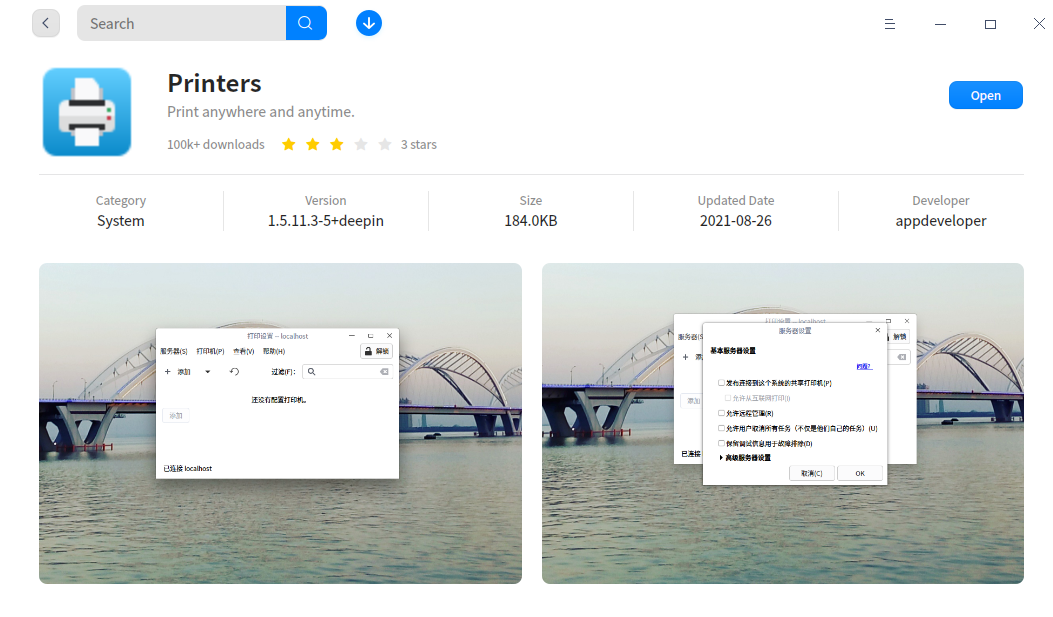 Search
Printers
Print anywhere and anytime.
Open
100k+ downloads 3 stars
Category
System
Version
1.5.11.3-5+deepin
Size
184.0KB
Updated Date
2021-08-26
Developer
appdeveloper
打印设置 -- localhost
服务器(S) 打印机(P) 查看(V) 帮助(H) 解锁
添加 过滤(F):
还没有配置打印机。
添加
已连接 localhost
打印设置 -- localhost
服务器(S 解锁
服务器设置
基本服务器设置
添加
已连接
发布连接到这个系统的共享打印机(P)
允许从互联网打印(I)
允许远程管理(R)
允许用户取消所有任务（不仅是他们自己的任务）(U)
保留调试信息用于故障排除(D)
高级服务器设置
取消(C) OK